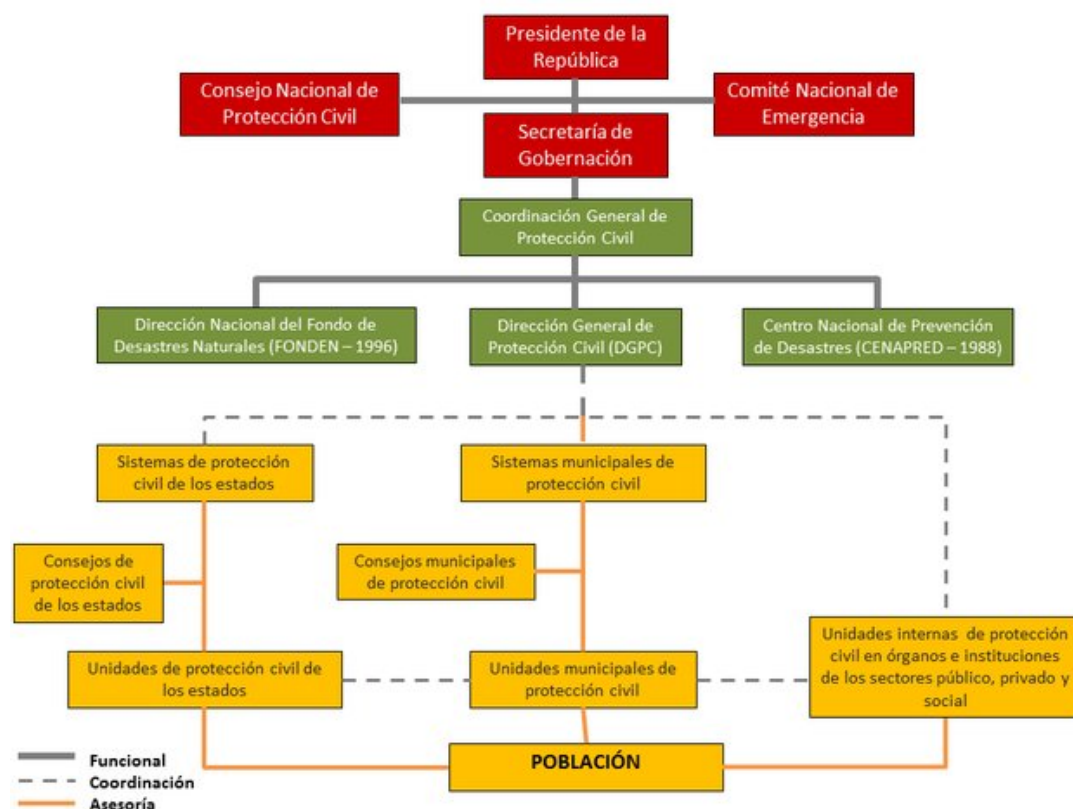 Presidente de la
República
Consejo Nacional de
Protección Civil
Comité Nacional de
Emergencia
Secretaría de
Gobernación
Coordinación General de
Protección Civil
Dirección Nacional del Fondo de
Desastres Naturales (FONDEN – 1996)
Dirección General de
Protección Civil (DGPC)
Centro Nacional de Prevención
de Desastres (CENAPRED – 1988)
Sistemas de protección
civil de los estados
Sistemas municipales de
protección civil
Consejos de
protección civil
de los estados
Consejos municipales
de protección civil
Unidades de protección civil de
los estados
Unidades municipales de
protección civil
Unidades internas de protección
civil en órganos e instituciones
de los sectores público, privado y
social
POBLACIÓN
Funcional
Coordinación
Asesoría